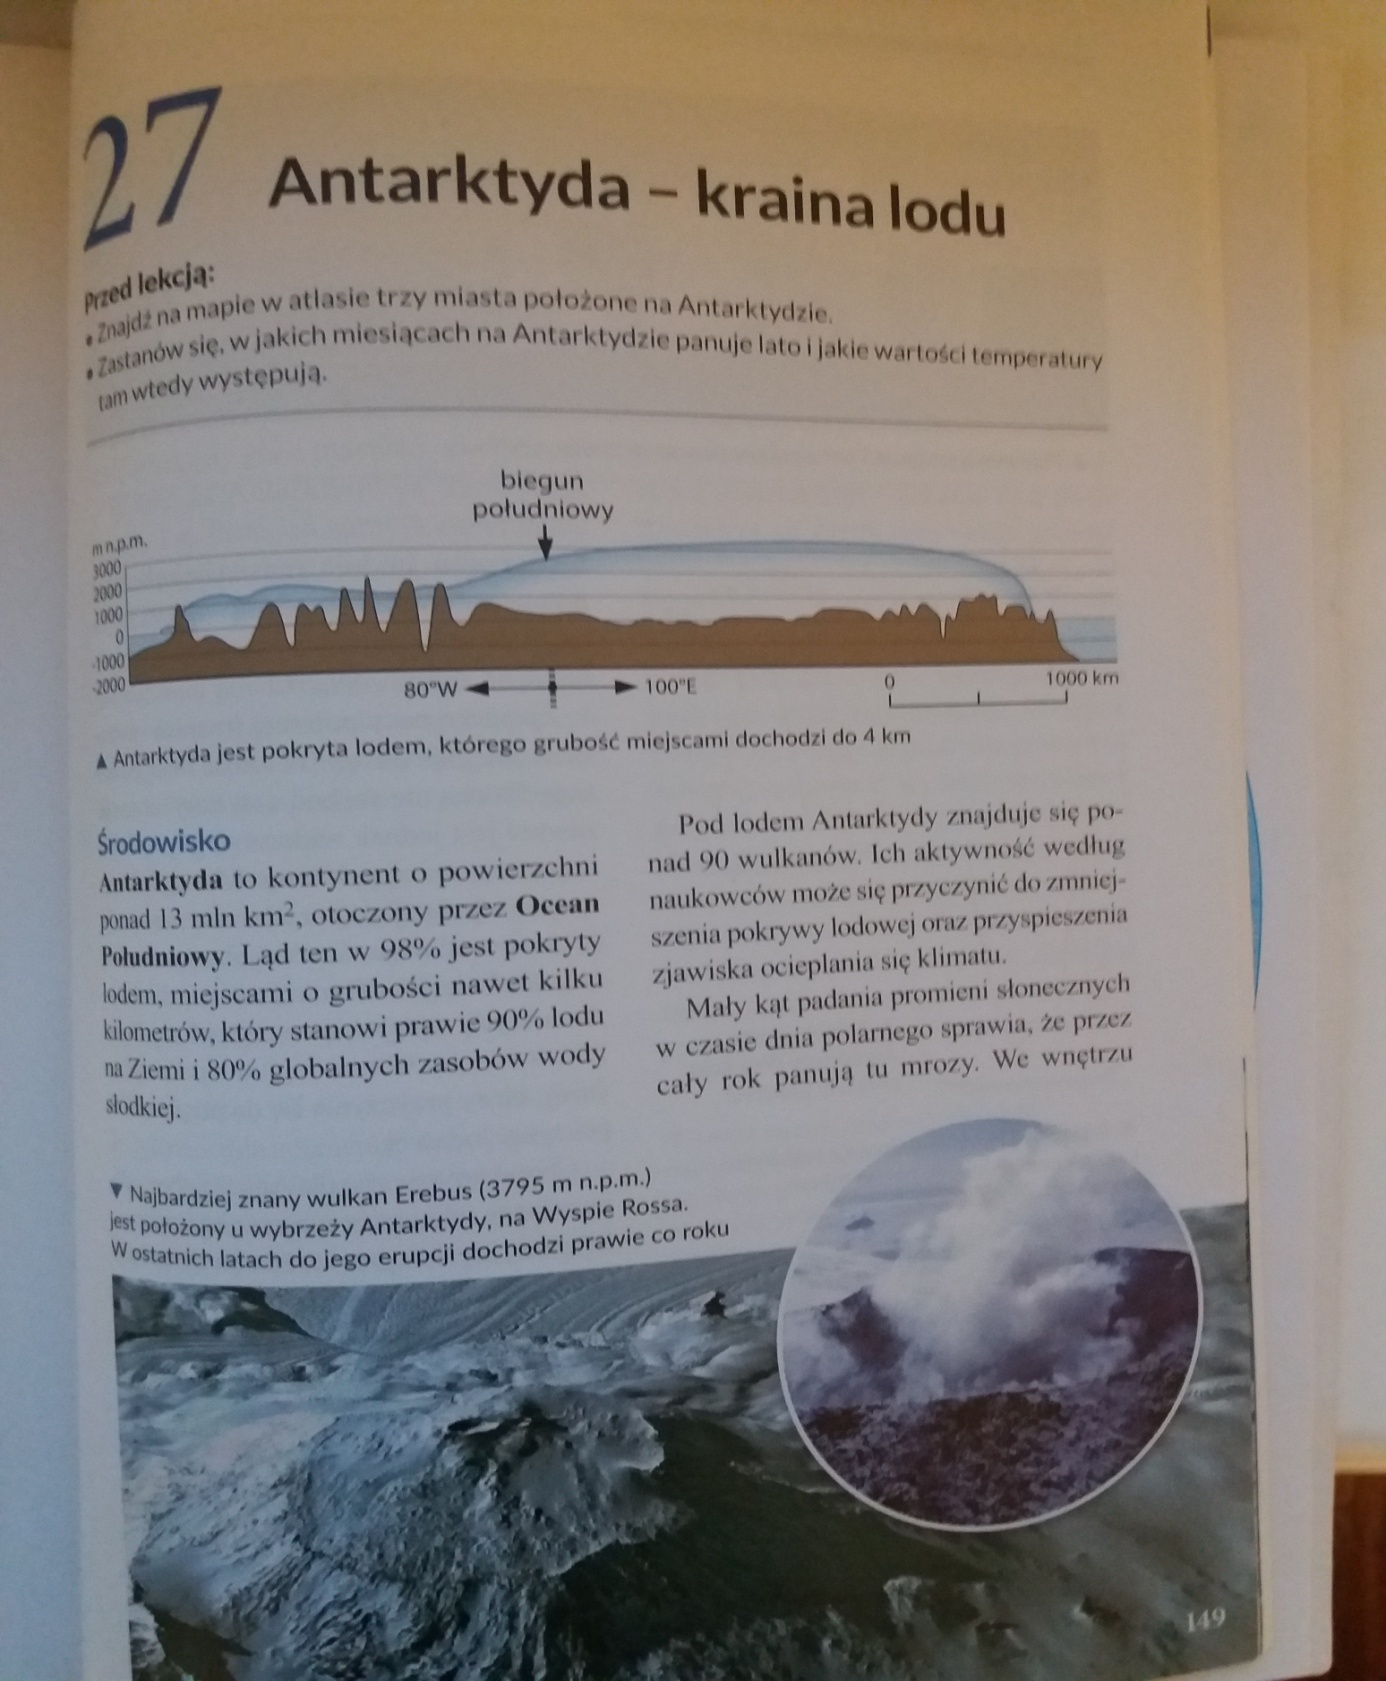 27
Antarktyda – kraina lodu
Przed lekcją:
• Znajdź na mapie w atlasie trzy miasta położone na Antarktydzie.
• Zastanów się, w jakich miesiącach na Antarktydzie panuje lato i jakie wartości temperatury
tam wtedy występują.
biegun
południowy
m n.p.m.
3000
2000
1000
0
-1000
-2000
80°W
100°E
0
1000 km
▲ Antarktyda jest pokryta lodem, którego grubość miejscami dochodzi do 4 km
Środowisko
Antarktyda to kontynent o powierzchni
ponad 13 mln km², otoczony przez Ocean
Południowy. Ląd ten w 98% jest pokryty
lodem, miejscami o grubości nawet kilku
kilometrów, który stanowi prawie 90% lodu
na Ziemi i 80% globalnych zasobów wody
słodkiej.
Pod lodem Antarktydy znajduje się po-
nad 90 wulkanów. Ich aktywność według
naukowców może się przyczynić do zmniej-
szenia pokrywy lodowej oraz przyspieszenia
zjawiska ocieplania się klimatu.
Mały kąt padania promieni słonecznych
w czasie dnia polarnego sprawia, że przez
cały rok panują tu mrozy. We wnętrzu
▼ Najbardziej znany wulkan Erebus (3795 m n.p.m.)
jest położony u wybrzeży Antarktydy, na Wyspie Rossa.
W ostatnich latach do jego erupcji dochodzi prawie co roku
149